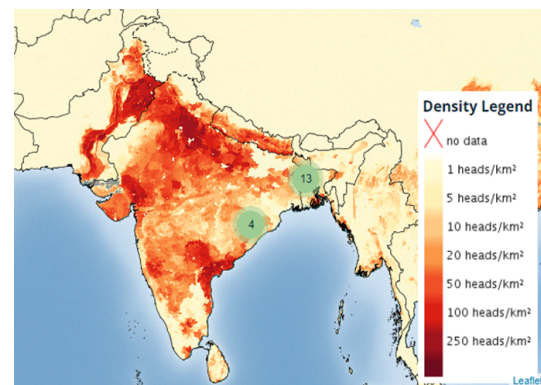 13
4
Density Legend
no data
1 heads/km²
5 heads/km²
10 heads/km²
20 heads/km²
50 heads/km²
100 heads/km²
250 heads/km²
Leafle